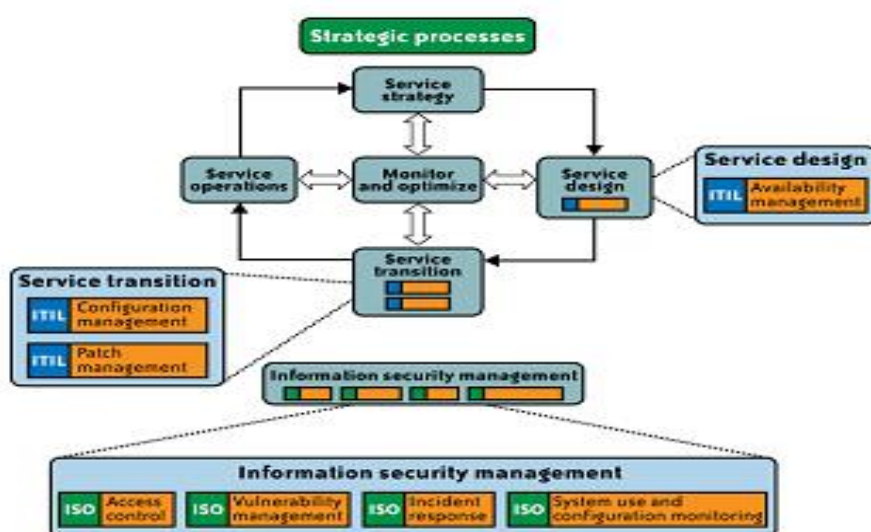 Strategic processes
Service
strategy
Service
operations
Monitor
and optimize
Service
design
Service design
ITIL Availability
management
Service
transition
Service transition
ITIL Configuration
management
ITIL Patch
management
Information security management
Information security management
ISO Access
control
ISO Vulnerability
management
ISO Incident
response
ISO System use and
configuration monitoring